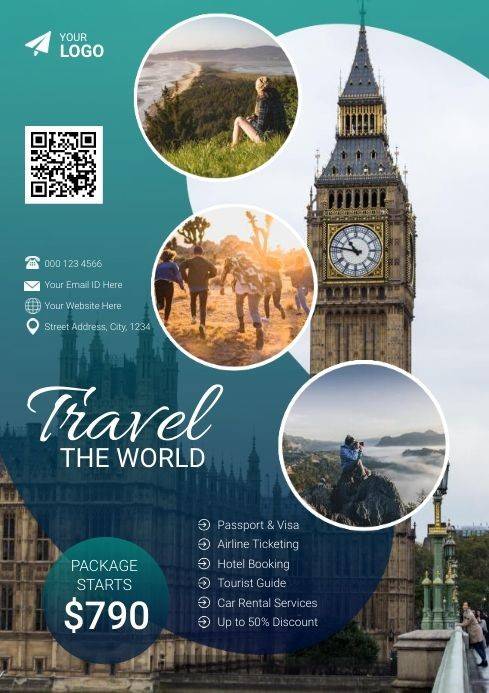 YOUR
LOGO
000 123 4566
Your Email ID Here
Your Website Here
Street Address, City, 1234
Travel
THE WORLD
Passport & Visa
Airline Ticketing
Hotel Booking
Tourist Guide
Car Rental Services
Up to 50% Discount
PACKAGE
STARTS
$790